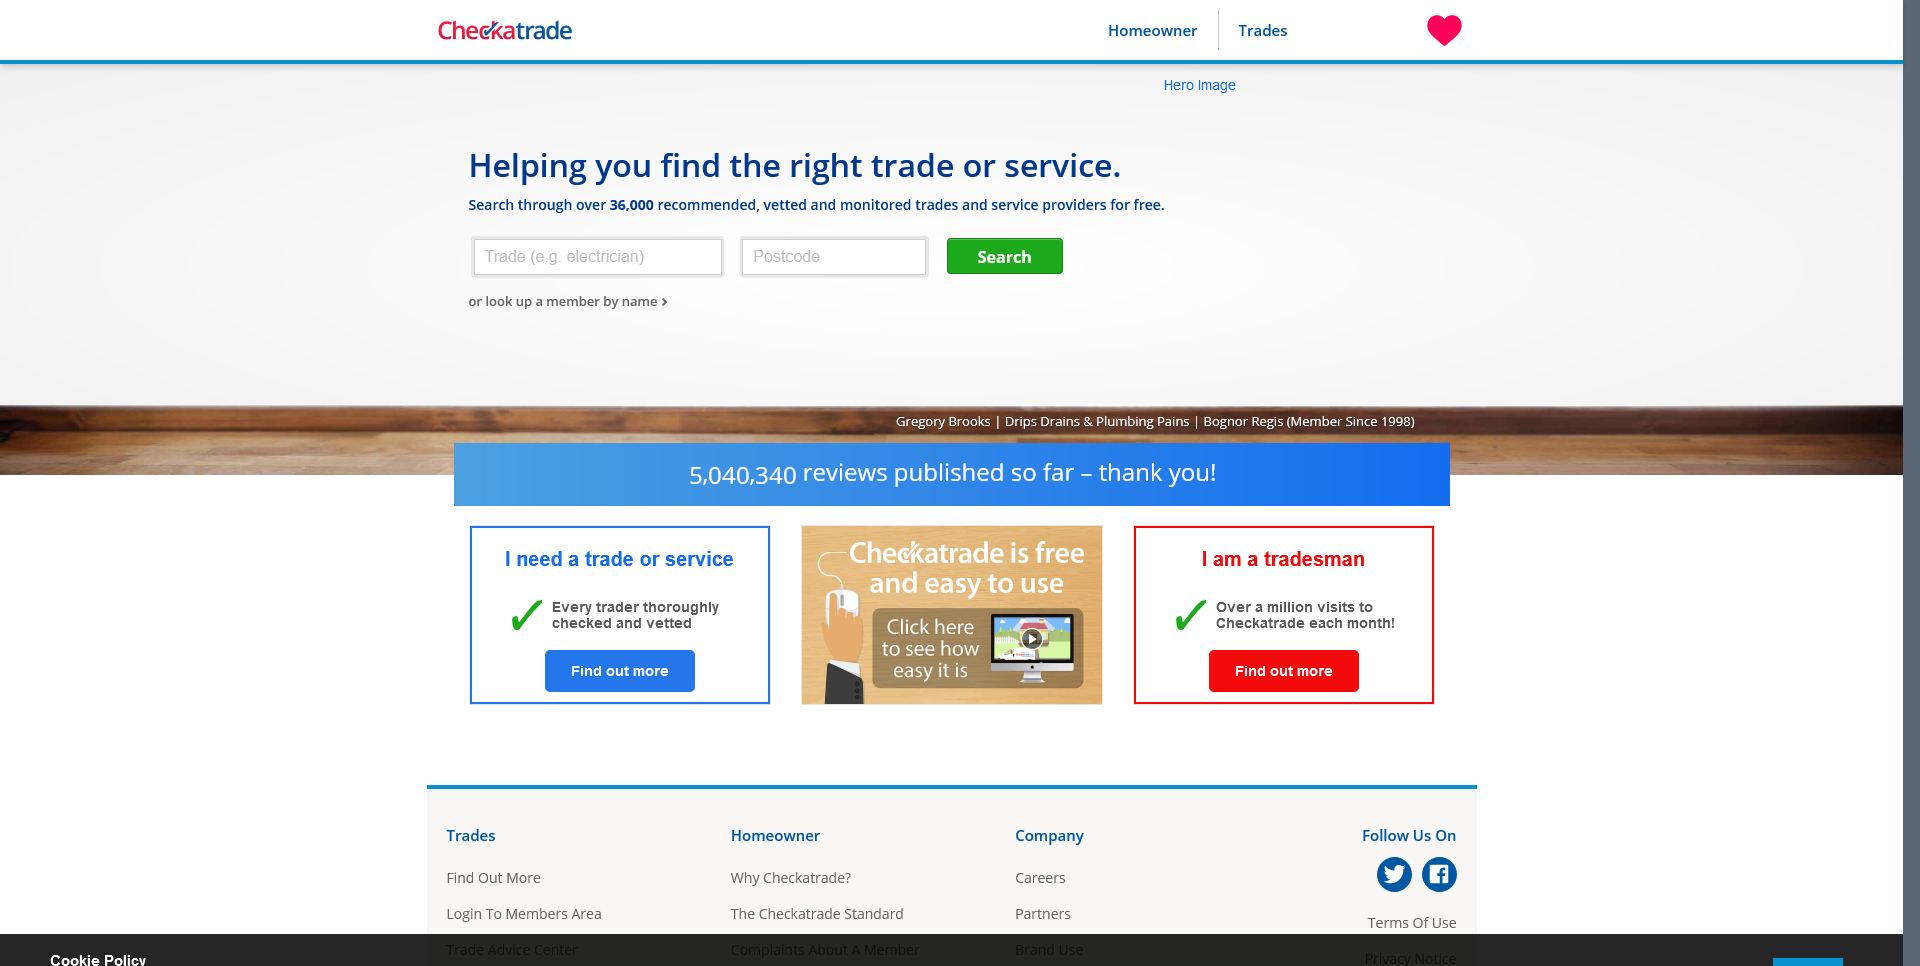 Checkatrade
Homeowner
Trades
Hero Image
Helping you find the right trade or service.
Search through over 36,000 recommended, vetted and monitored trades and service providers for free.
Trade (e.g. electrician)
Postcode
Search
or look up a member by name ›
Gregory Brooks | Drips Drains & Plumbing Pains | Bognor Regis (Member Since 1998)
5,040,340 reviews published so far – thank you!
I need a trade or service
Every trader thoroughly
checked and vetted
Find out more
Checkatrade is free
and easy to use
Click here
to see how
easy it is
I am a tradesman
Over a million visits to
Checkatrade each month!
Find out more
Trades
Find Out More
Login To Members Area
Trade Advice Center
Homeowner
Why Checkatrade?
The Checkatrade Standard
Complaints About A Member
Company
Careers
Partners
Brand Use
Follow Us On
Terms Of Use
Privacy Notice
Cookie Policy